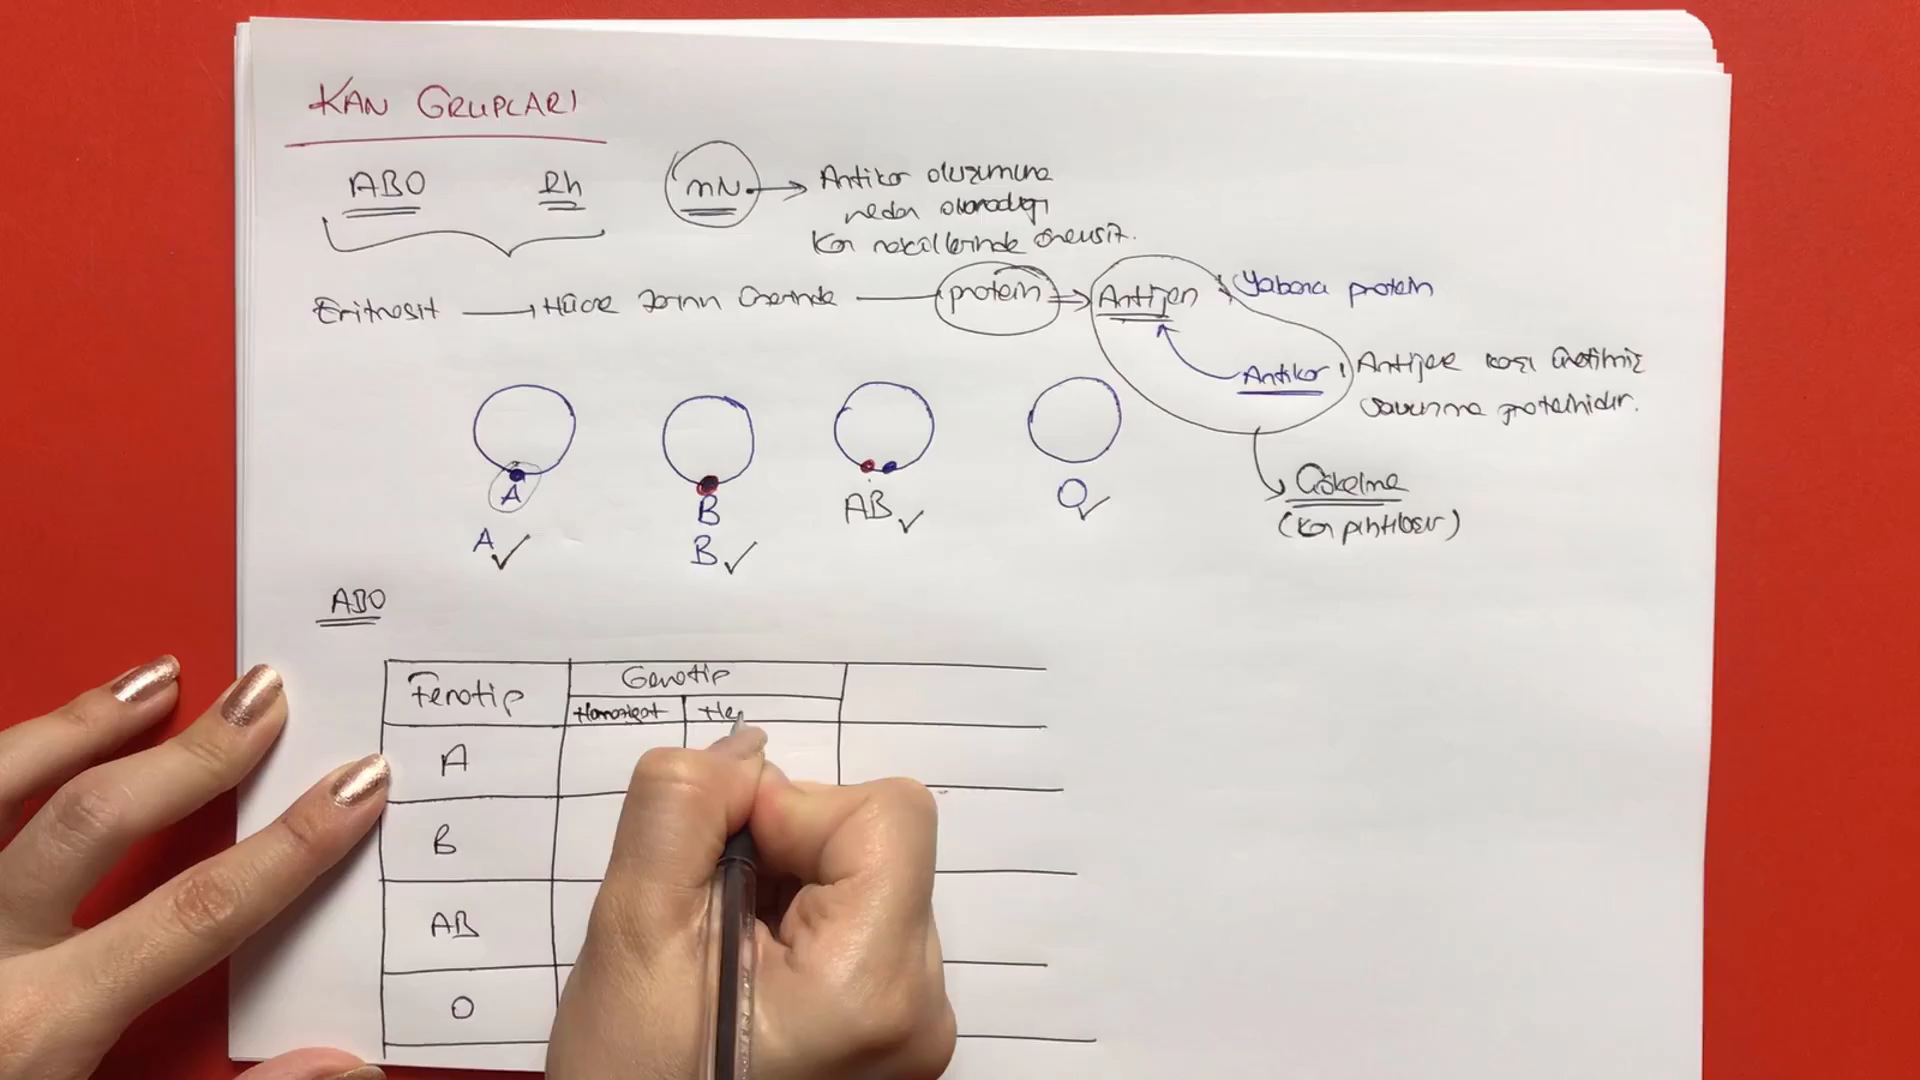 KAN GRUPLARI
ABO Rh MN Antikor oluşumuna
neden olmadığı
Kan nakillerinde önemsiz.
Eritrosit Hücre Zarının Üzerinde protein Antijen Yabancı protein
Antikor Antijene karşı üretilmiş
savunma proteinidir.
Çökelme
(Kan pıhtılaşır)
A
A
B
B
AB
O
ABO
Fenotip Genotip
Homozigot He
A
B
AB
O